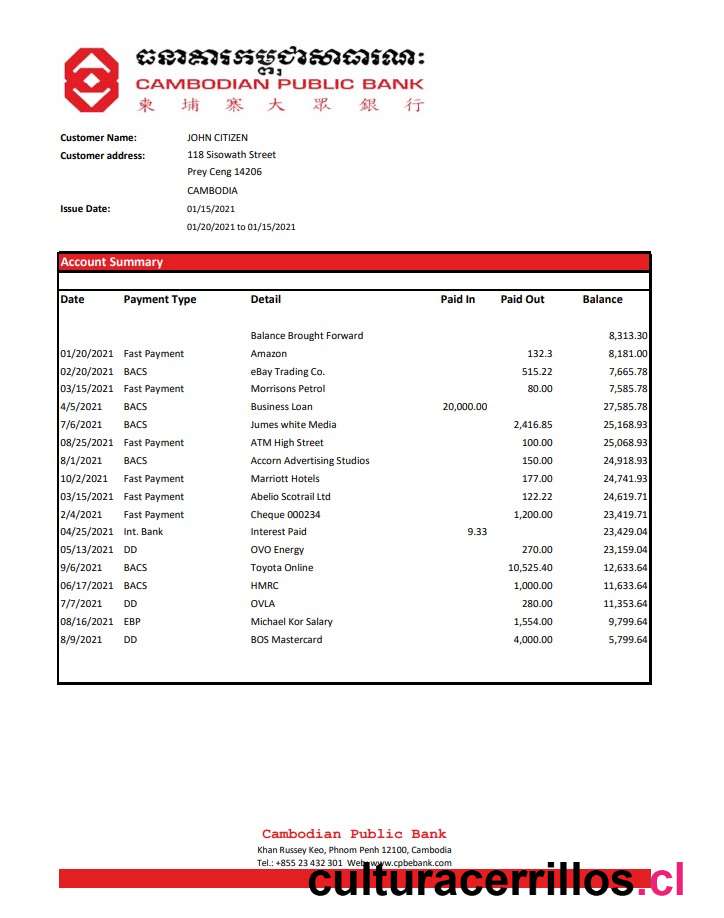 ធនាគារកម្ពុជាសាធារណៈ
CAMBODIAN PUBLIC BANK
柬埔寨大眾銀行
Customer Name: JOHN CITIZEN
Customer address: 118 Sisowath Street
Prey Ceng 14206
CAMBODIA
Issue Date: 01/15/2021
01/20/2021 to 01/15/2021
Account Summary
Date Payment Type Detail Paid In Paid Out Balance
Balance Brought Forward 8,313.30
01/20/2021 Fast Payment Amazon 132.3 8,181.00
02/20/2021 BACS eBay Trading Co. 515.22 7,665.78
03/15/2021 Fast Payment Morrisons Petrol 80.00 7,585.78
4/5/2021 BACS Business Loan 20,000.00 27,585.78
7/6/2021 BACS Jumes white Media 2,416.85 25,168.93
08/25/2021 Fast Payment ATM High Street 100.00 25,068.93
8/1/2021 BACS Accorn Advertising Studios 150.00 24,918.93
10/2/2021 Fast Payment Marriott Hotels 177.00 24,741.93
03/15/2021 Fast Payment Abelio Scotrail Ltd 122.22 24,619.71
2/4/2021 Fast Payment Cheque 000234 1,200.00 23,419.71
04/25/2021 Int. Bank Interest Paid 9.33 23,429.04
05/13/2021 DD OVO Energy 270.00 23,159.04
9/6/2021 BACS Toyota Online 10,525.40 12,633.64
06/17/2021 BACS HMRC 1,000.00 11,633.64
7/7/2021 DD OVLA 280.00 11,353.64
08/16/2021 EBP Michael Kor Salary 1,554.00 9,799.64
8/9/2021 DD BOS Mastercard 4,000.00 5,799.64
Cambodian Public Bank
Khan Russey Keo, Phnom Penh 12100, Cambodia
Tel.: +855 23 432 301 Web: www.cpbebank.com
culturacerrillos.cl